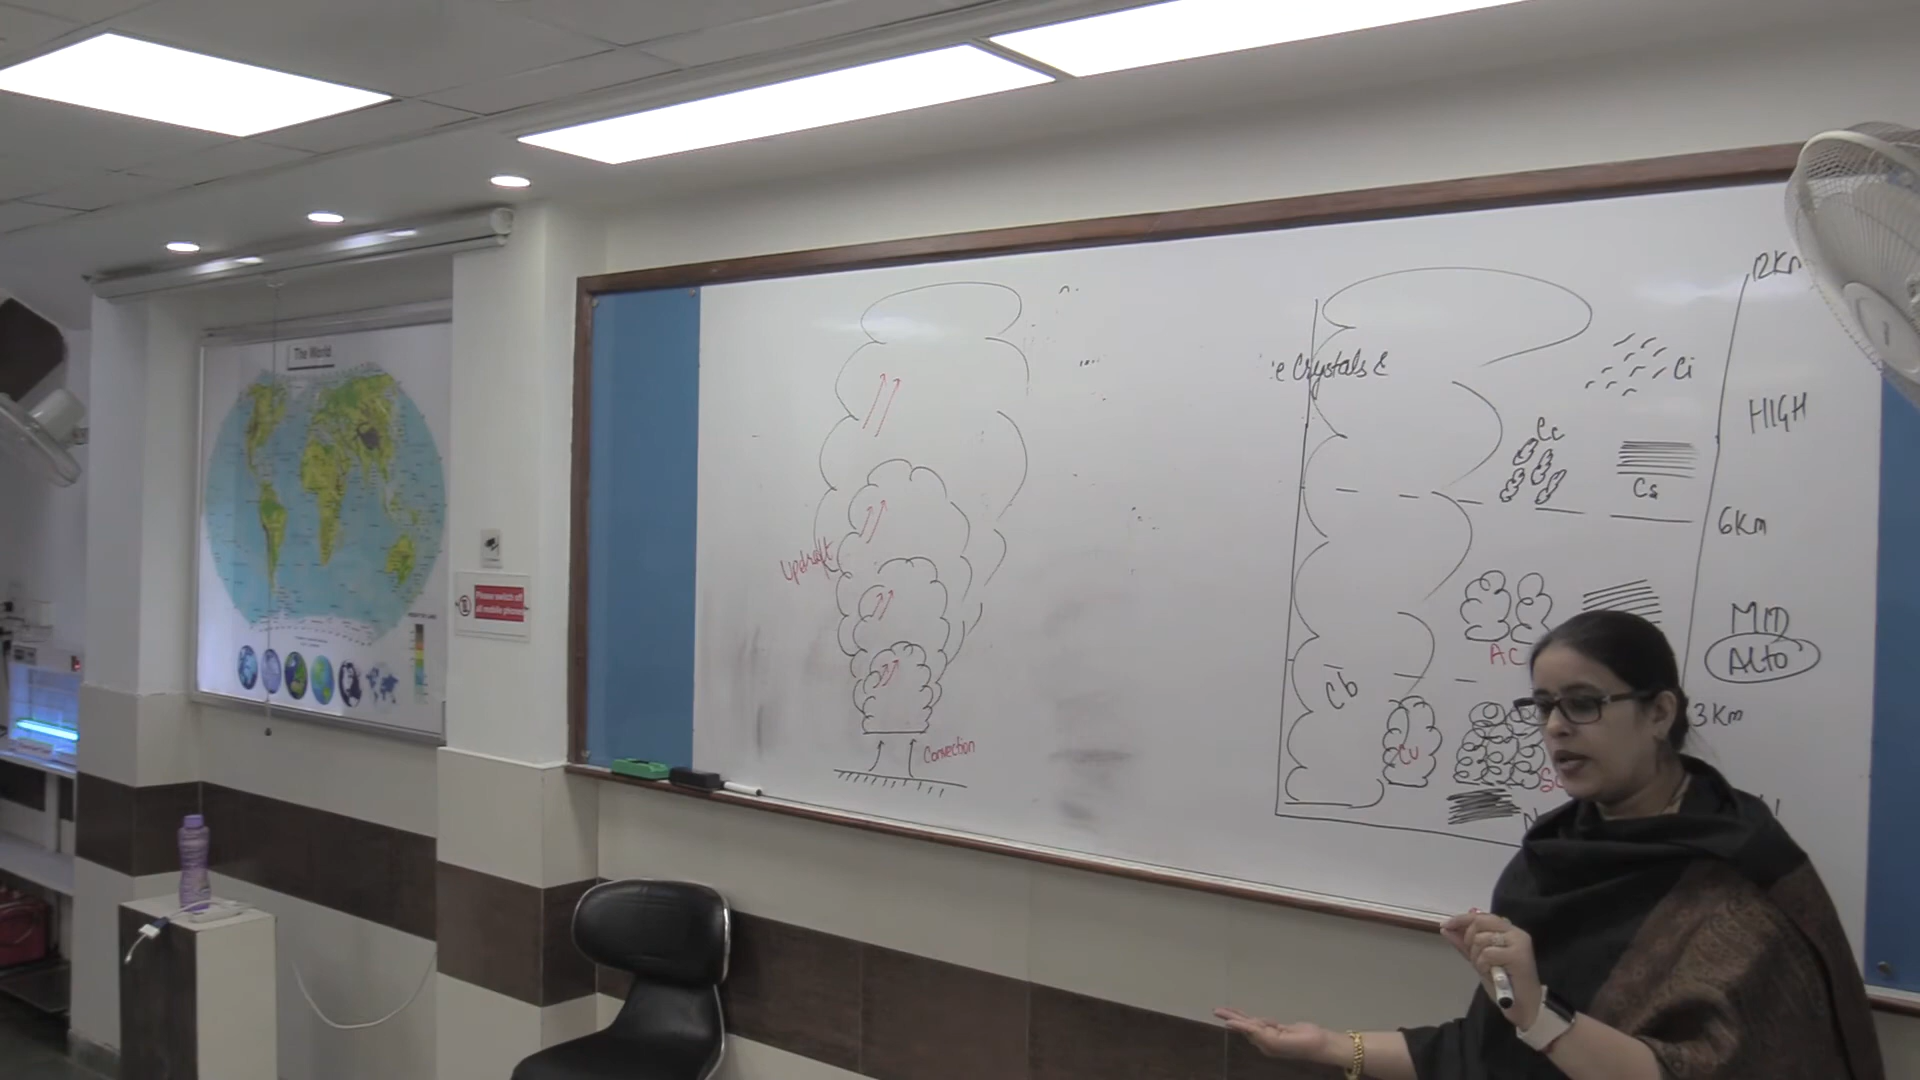 The World
Please switch off
all mobile phones
Updraft
Convection
Crystals &
Ci
Cc
Cs
12Km
HIGH
6Km
MID
Alto
Ac
3Km
Cb
Cu
Sc